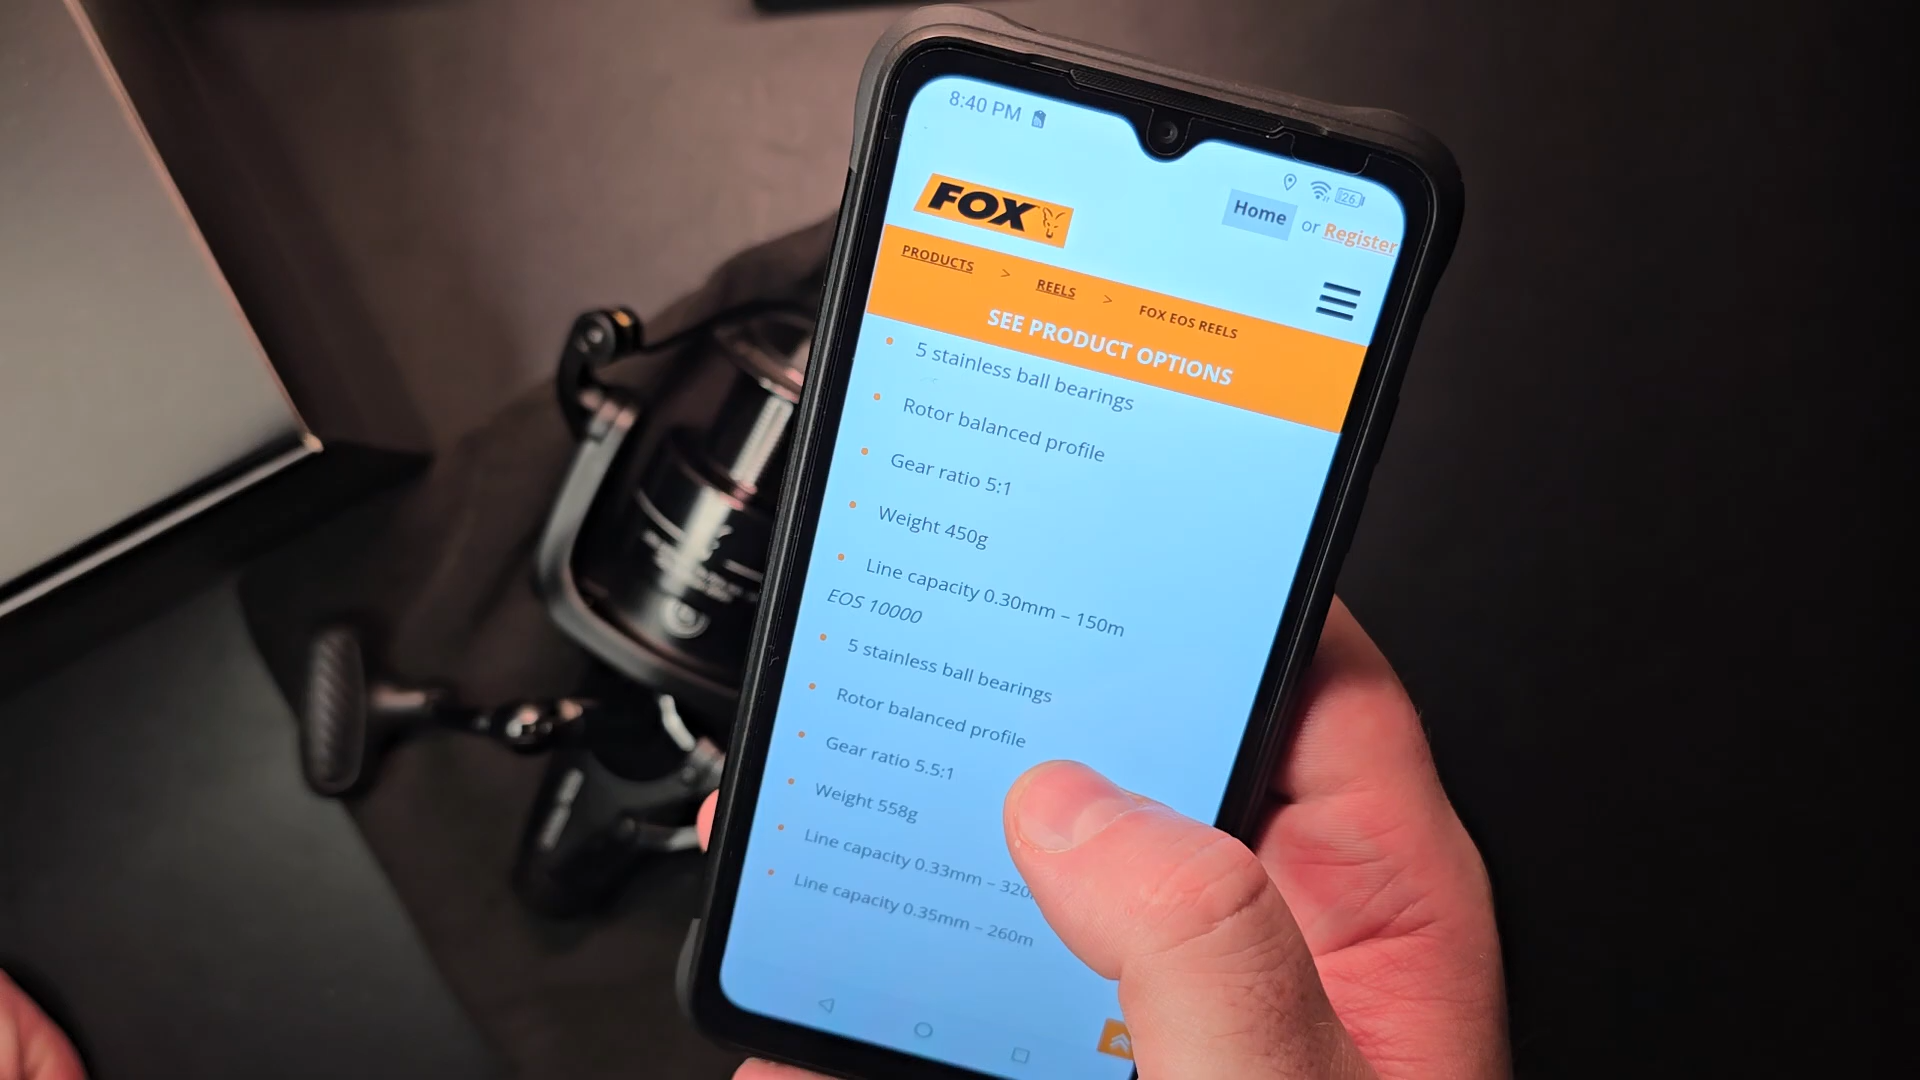 8:40 PM
26
FOX
Home or Register
PRODUCTS > REELS > FOX EOS REELS
SEE PRODUCT OPTIONS
5 stainless ball bearings
Rotor balanced profile
Gear ratio 5:1
Weight 450g
Line capacity 0.30mm – 150m
EOS 10000
5 stainless ball bearings
Rotor balanced profile
Gear ratio 5.5:1
Weight 558g
Line capacity 0.33mm – 320
Line capacity 0.35mm – 260m